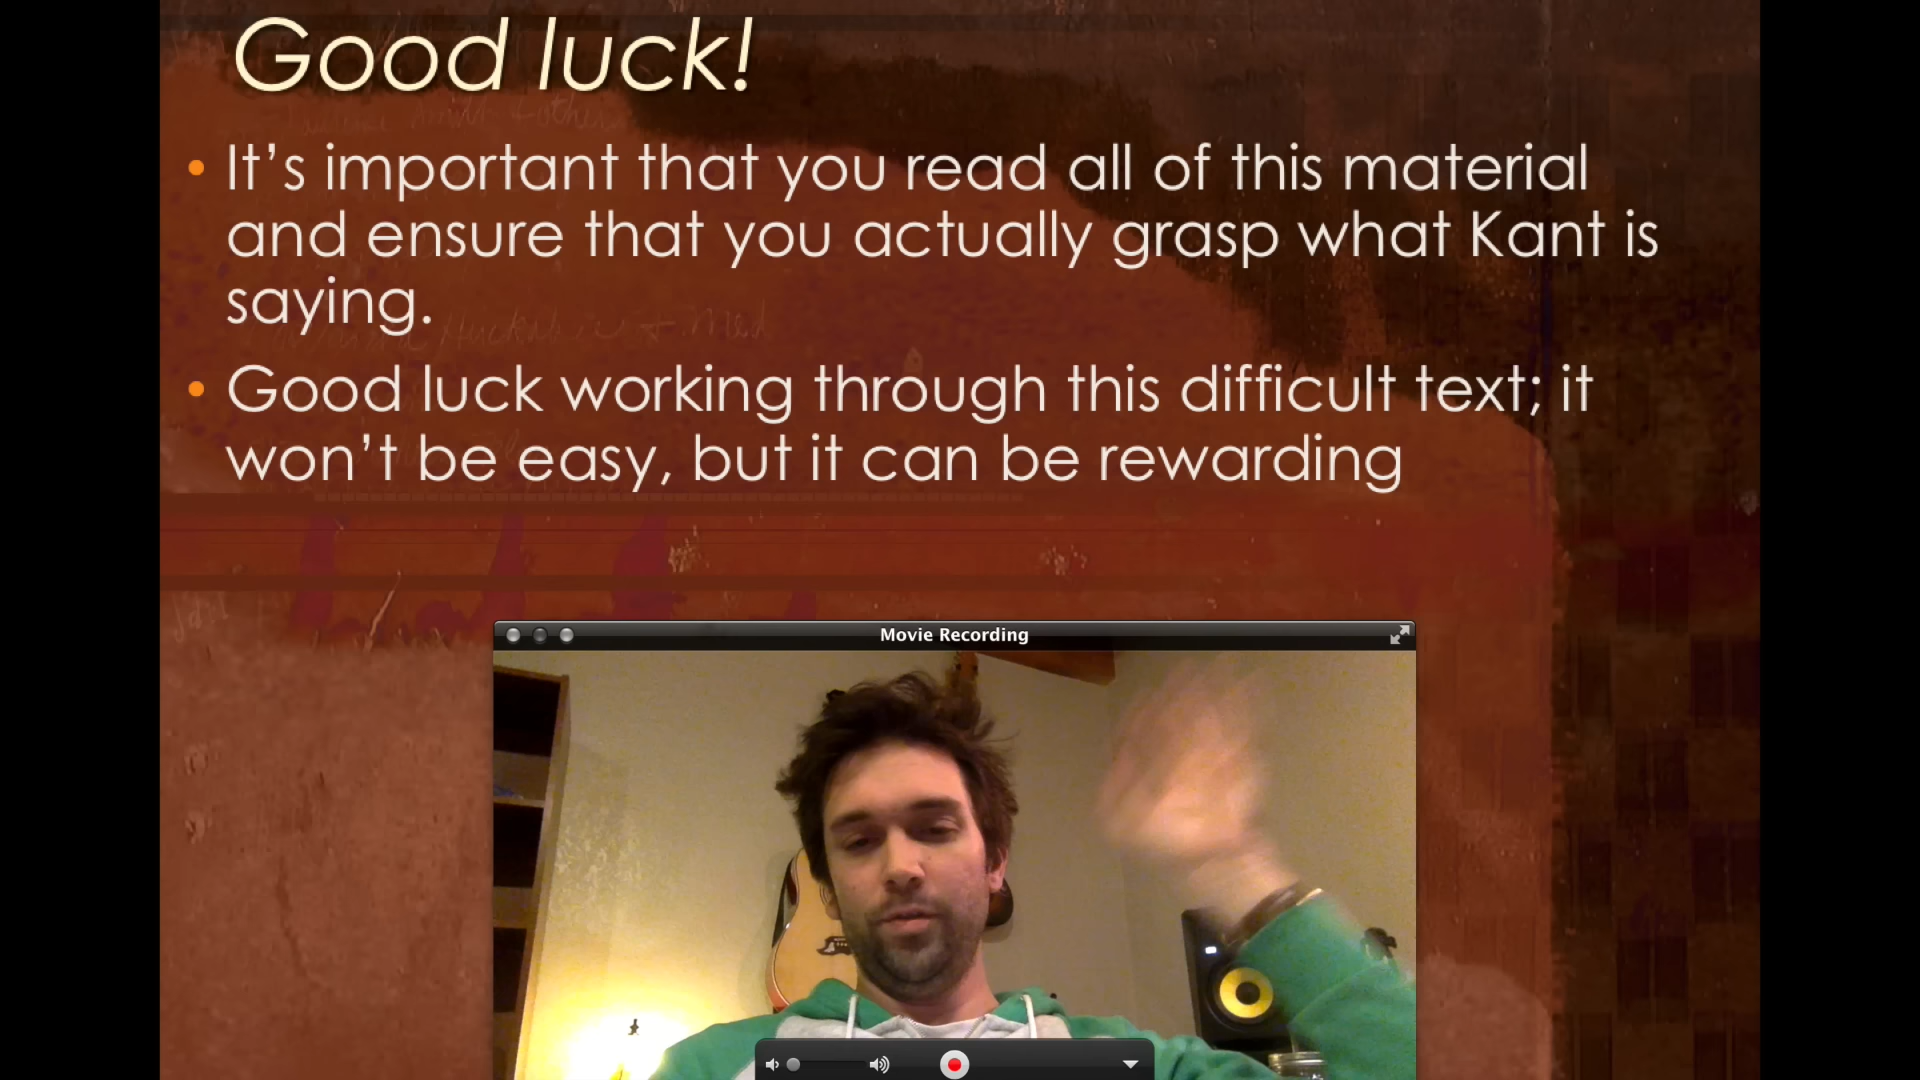 Good luck!
• It’s important that you read all of this material
and ensure that you actually grasp what Kant is
saying.
• Good luck working through this difficult text; it
won’t be easy, but it can be rewarding
Movie Recording